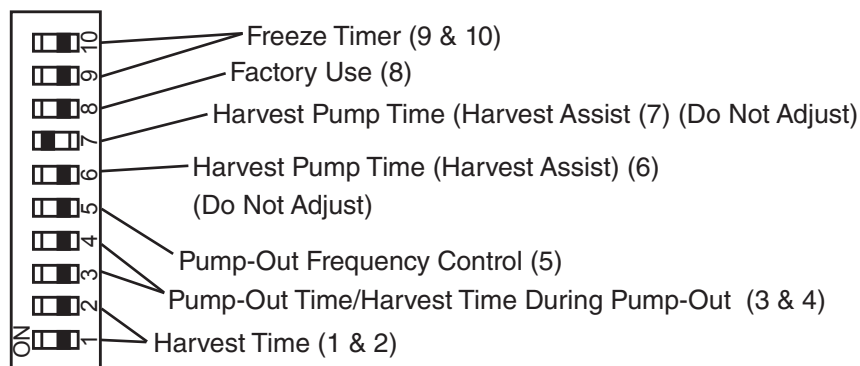 10
Freeze Timer (9 & 10)
9
Factory Use (8)
8
Harvest Pump Time (Harvest Assist (7) (Do Not Adjust)
7
Harvest Pump Time (Harvest Assist) (6)
6
(Do Not Adjust)
5
Pump-Out Frequency Control (5)
4
Pump-Out Time/Harvest Time During Pump-Out (3 & 4)
3
2
Harvest Time (1 & 2)
1
ON